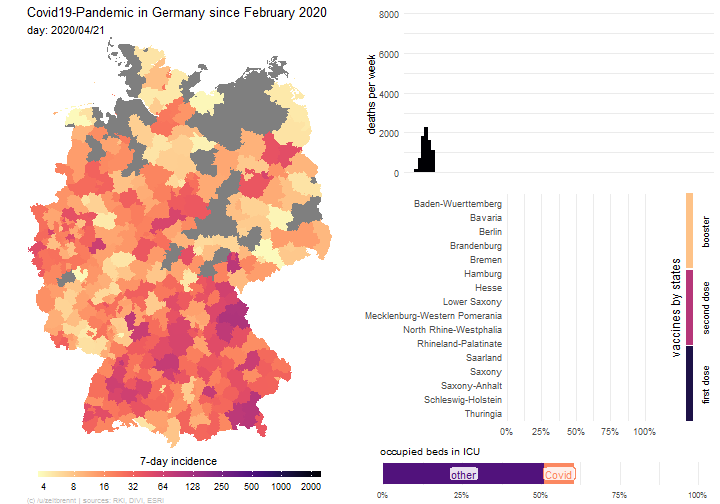 Covid19-Pandemic in Germany since February 2020
day: 2020/04/21
7-day incidence
4 8 16 32 64 128 256 500 1000 2000
(c) /u/zeitbrennt | sources: RKI, DIVI, ESRI
deaths per week
8000
6000
4000
2000
0
Baden-Wuerttemberg
Bavaria
Berlin
Brandenburg
Bremen
Hamburg
Hesse
Lower Saxony
Mecklenburg-Western Pomerania
North Rhine-Westphalia
Rhineland-Palatinate
Saarland
Saxony
Saxony-Anhalt
Schleswig-Holstein
Thuringia
0% 25% 50% 75% 100%
vaccines by states
booster
second dose
first dose
occupied beds in ICU
other Covid
0% 25% 50% 75% 100%